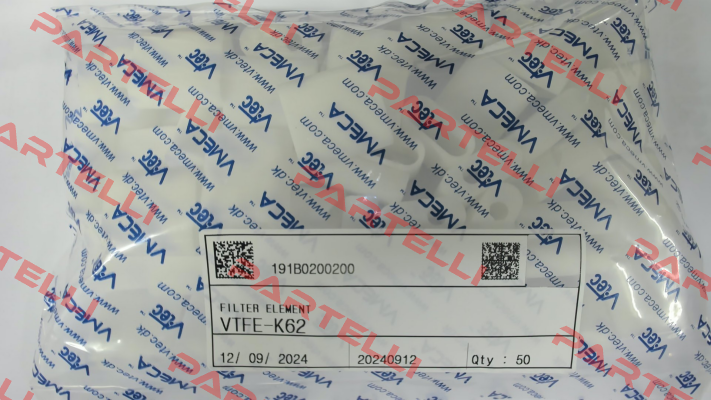 191B0200200
FILTER ELEMENT
VTFE-K62
12/ 09/ 2024 20240912 Qty : 50
VMECA
www.vmeca.com
Vtec
www.vtec.dk
PARTELLI